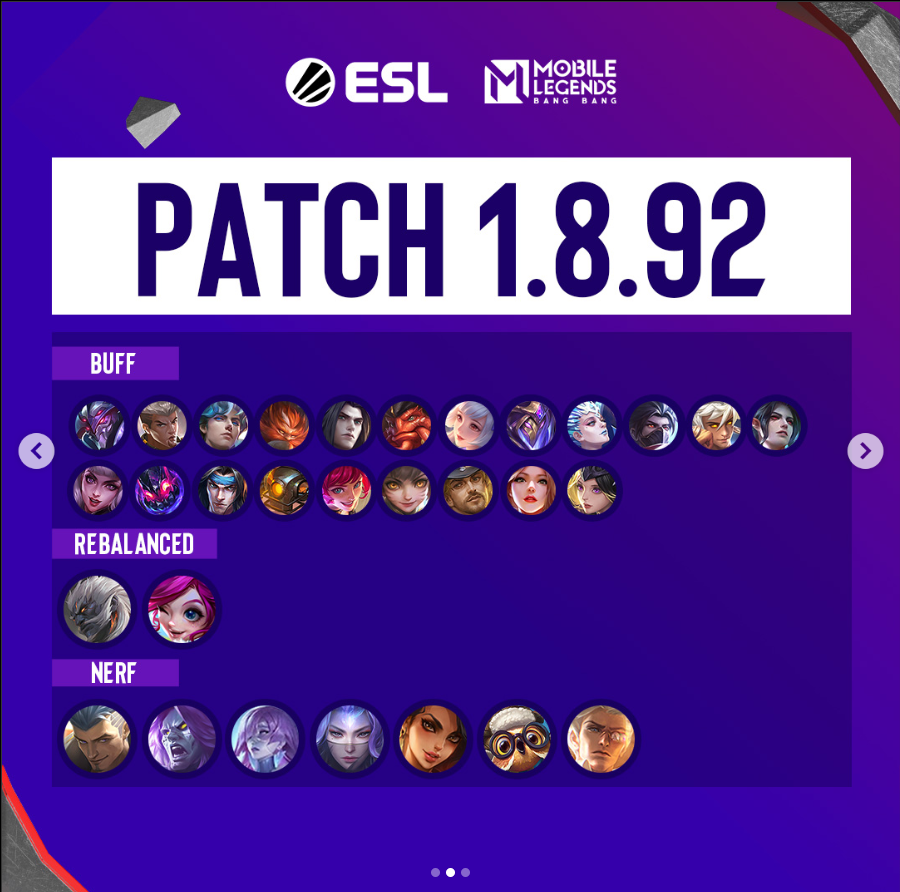 ESL
MOBILE
LEGENDS
BANG BANG
PATCH 1.8.92
BUFF
REBALANCED
NERF